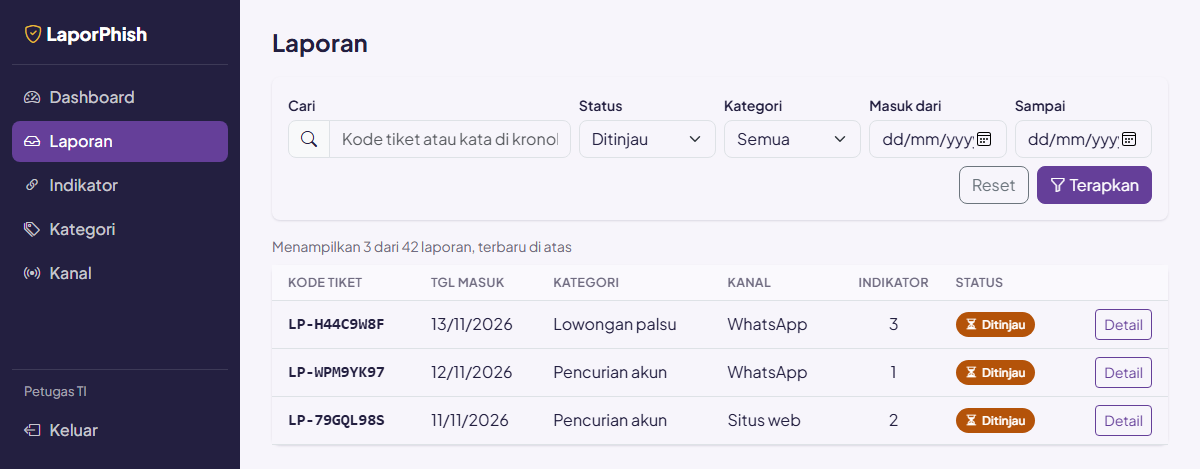 LaporPhish
Dashboard
Laporan
Indikator
Kategori
Kanal
Petugas TI
Keluar
Laporan
Cari Status Kategori Masuk dari Sampai
Kode tiket atau kata di kronol Ditinjau Semua dd/mm/yyyy dd/mm/yyyy
Reset Terapkan
Menampilkan 3 dari 42 laporan, terbaru di atas
KODE TIKET TGL MASUK KATEGORI KANAL INDIKATOR STATUS
LP-H44C9W8F 13/11/2026 Lowongan palsu WhatsApp 3 Ditinjau Detail
LP-WPM9YK97 12/11/2026 Pencurian akun WhatsApp 1 Ditinjau Detail
LP-79GQL98S 11/11/2026 Pencurian akun Situs web 2 Ditinjau Detail